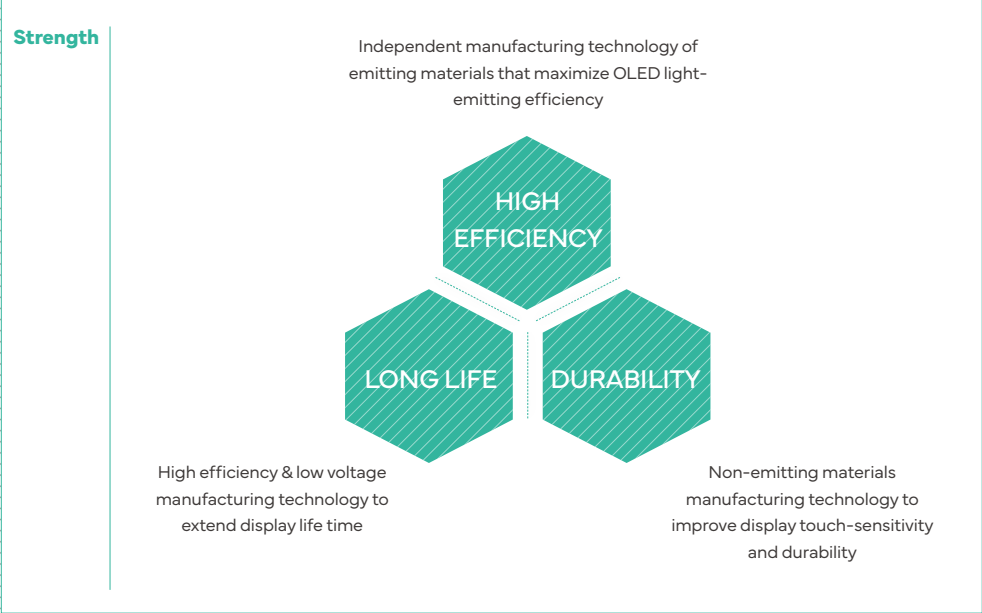 Strength
Independent manufacturing technology of
emitting materials that maximize OLED light-
emitting efficiency
HIGH
EFFICIENCY
LONG LIFE
DURABILITY
High efficiency & low voltage
manufacturing technology to
extend display life time
Non-emitting materials
manufacturing technology to
improve display touch-sensitivity
and durability